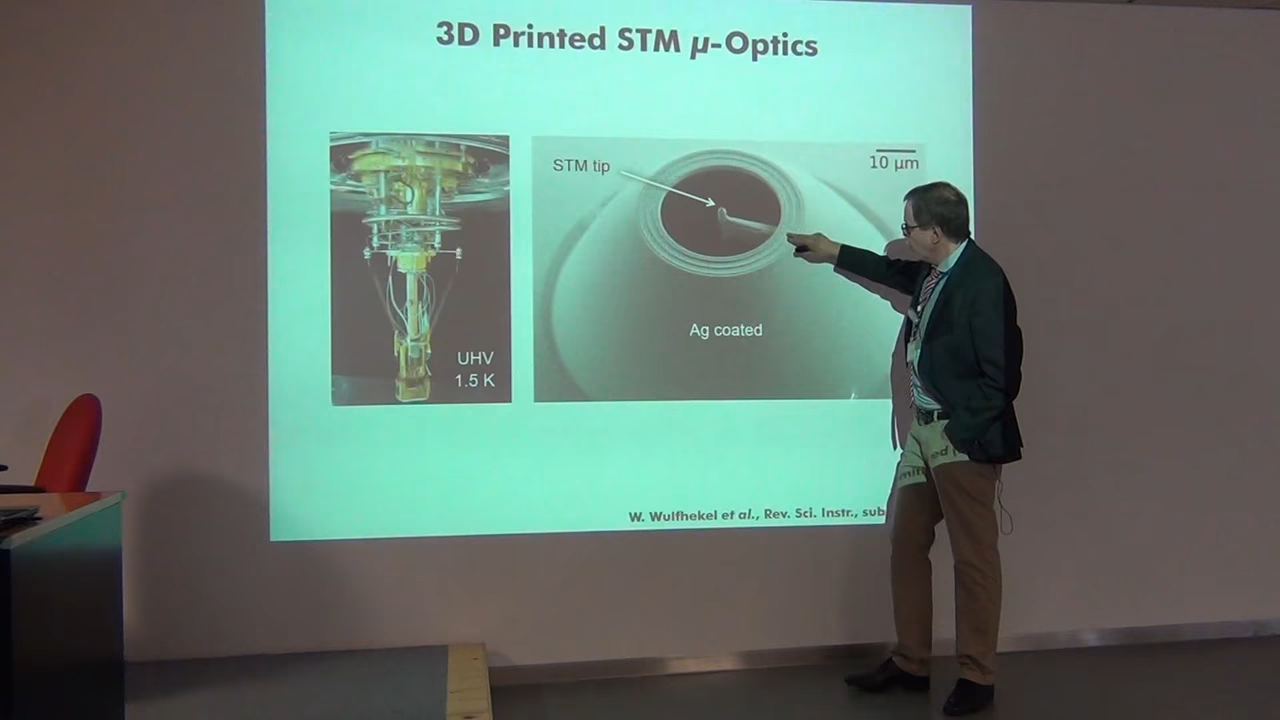 3D Printed STM µ-Optics
STM tip
10 µm
Ag coated
UHV
1.5 K
W. Wulfhekel et al., Rev. Sci. Instr., sub